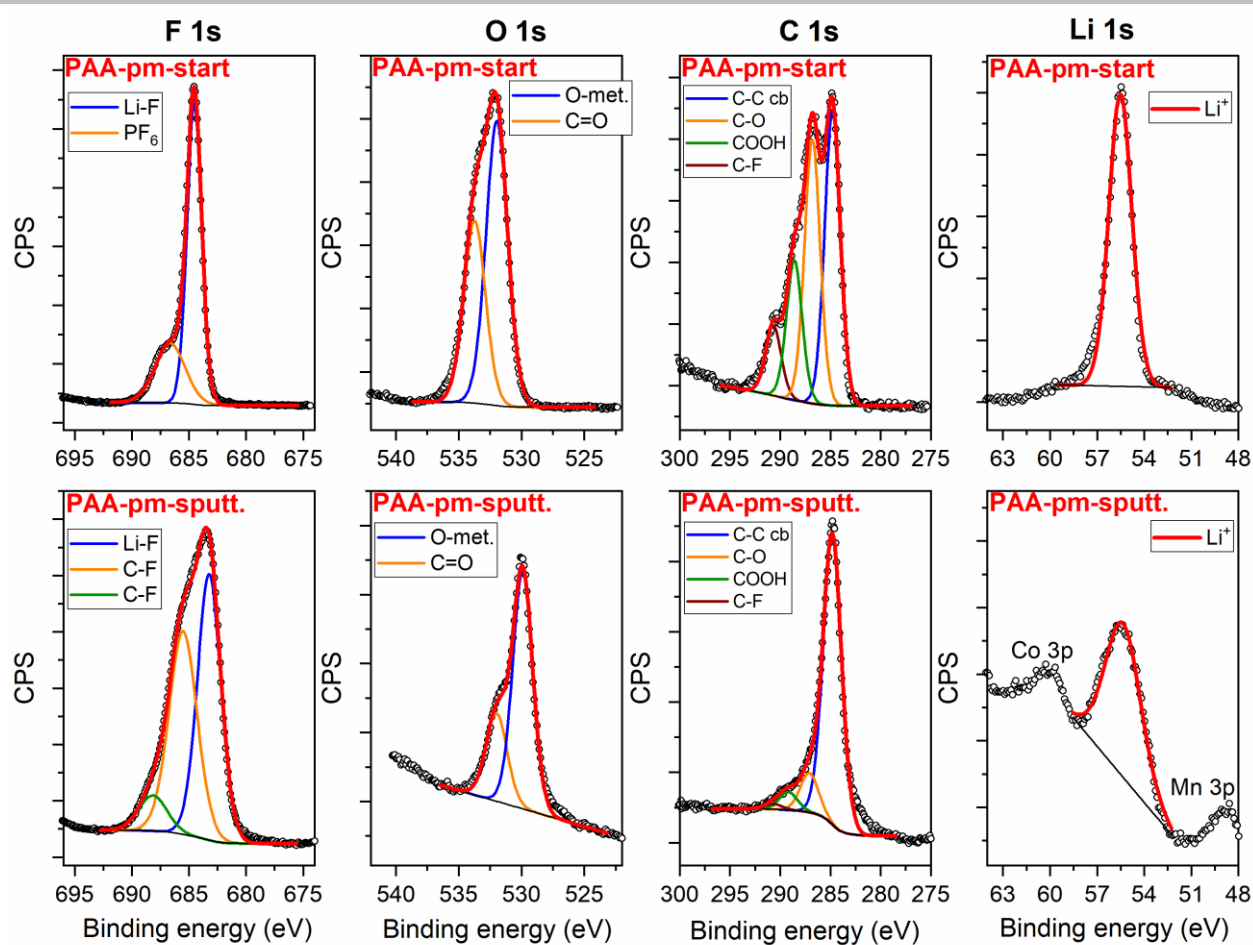 F 1s
O 1s
C 1s
Li 1s
PAA-pm-start
Li-F
PF6
CPS
695 690 685 680 675
PAA-pm-start
O-met.
C=O
CPS
540 535 530 525
PAA-pm-start
C-C cb
C-O
COOH
C-F
CPS
300 295 290 285 280 275
PAA-pm-start
Li+
CPS
63 60 57 54 51 48
PAA-pm-sputt.
Li-F
C-F
C-F
CPS
695 690 685 680 675
Binding energy (eV)
PAA-pm-sputt.
O-met.
C=O
CPS
540 535 530 525
Binding energy (eV)
PAA-pm-sputt.
C-C cb
C-O
COOH
C-F
CPS
300 295 290 285 280 275
Binding energy (eV)
PAA-pm-sputt.
Li+
Co 3p
Mn 3p
CPS
63 60 57 54 51 48
Binding energy (eV)